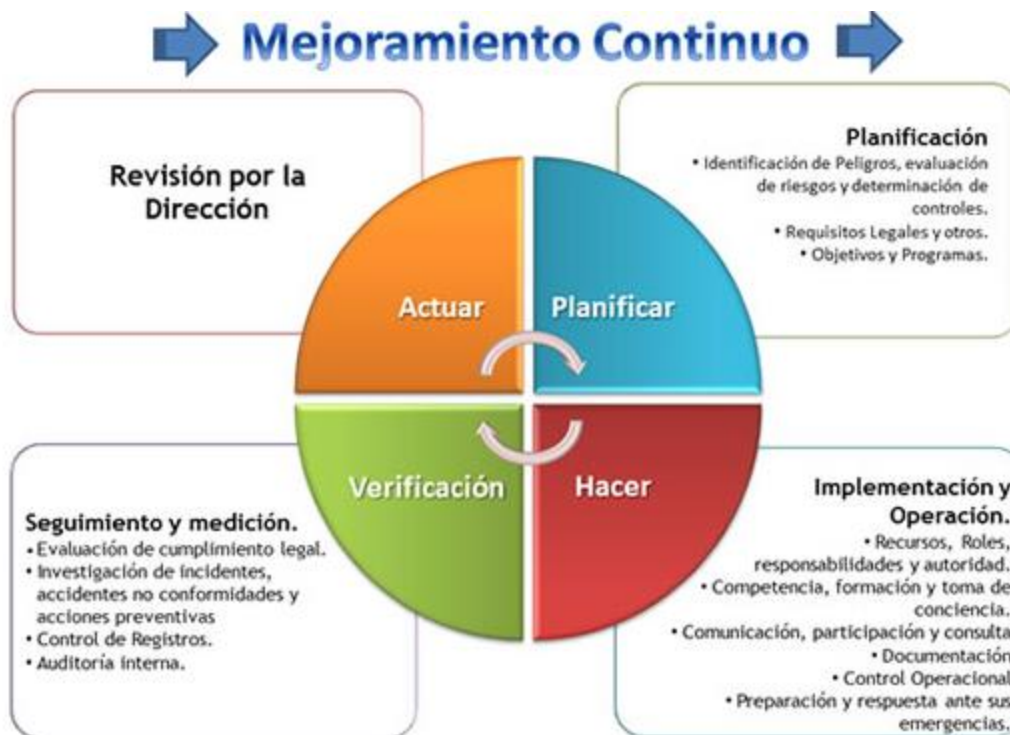 Mejoramiento Continuo
Revisión por la
Dirección
Planificación
• Identificación de Peligros, evaluación
de riesgos y determinación de
controles.
• Requisitos Legales y otros.
• Objetivos y Programas.
Actuar
Planificar
Verificación
Hacer
Seguimiento y medición.
• Evaluación de cumplimiento legal.
• Investigación de incidentes,
accidentes no conformidades y
acciones preventivas
• Control de Registros.
• Auditoría interna.
Implementación y
Operación.
• Recursos, Roles,
responsabilidades y autoridad.
• Competencia, formación y toma de
conciencia.
• Comunicación, participación y consulta
• Documentación
• Control Operacional
• Preparación y respuesta ante sus
emergencias.